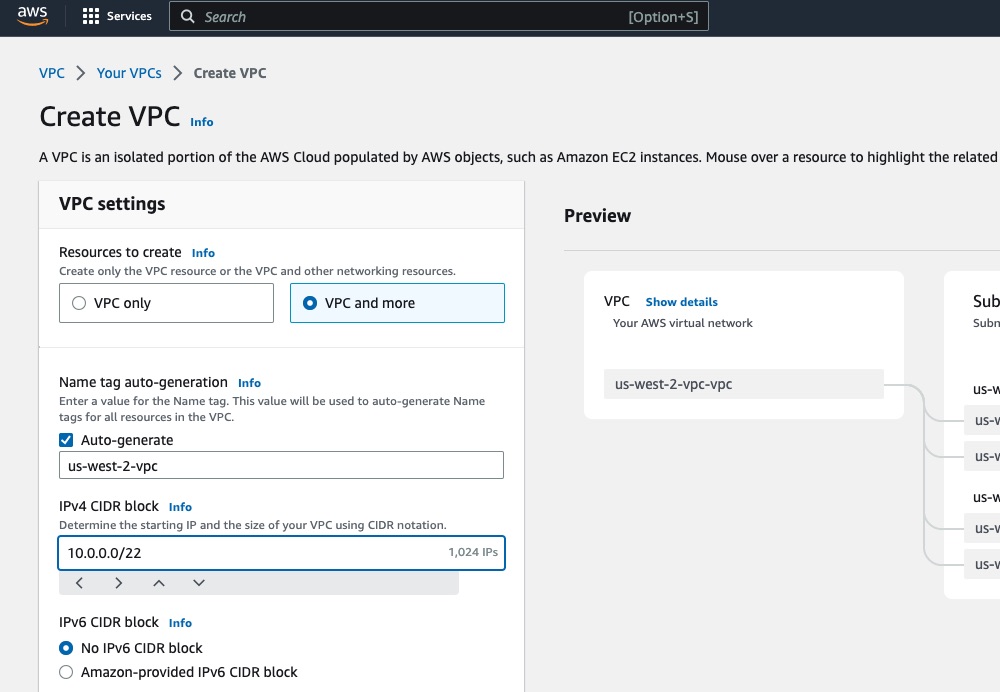 aws
Services
Search
[Option+S]
VPC
Your VPCs
Create VPC
Create VPC Info
A VPC is an isolated portion of the AWS Cloud populated by AWS objects, such as Amazon EC2 instances. Mouse over a resource to highlight the related
VPC settings
Resources to create Info
Create only the VPC resource or the VPC and other networking resources.
VPC only
VPC and more
Name tag auto-generation Info
Enter a value for the Name tag. This value will be used to auto-generate Name
tags for all resources in the VPC.
Auto-generate
us-west-2-vpc
IPv4 CIDR block Info
Determine the starting IP and the size of your VPC using CIDR notation.
10.0.0.0/22
1,024 IPs
IPv6 CIDR block Info
No IPv6 CIDR block
Amazon-provided IPv6 CIDR block
Preview
VPC Show details
Your AWS virtual network
us-west-2-vpc-vpc
Sub
Subn
us-w
us-w
us-w
us-w
us-w
us-w